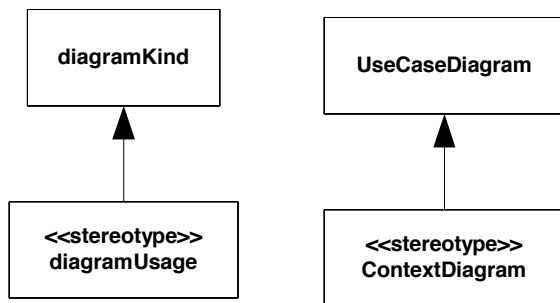 diagramKind
UseCaseDiagram
<<stereotype>>
diagramUsage
<<stereotype>>
ContextDiagram